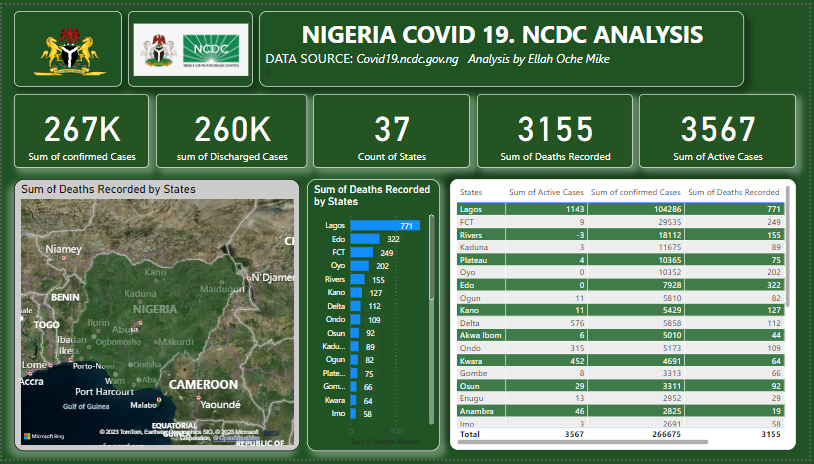 NCDC
NIGERIA CENTRE FOR DISEASE CONTROL
NIGERIA COVID 19. NCDC ANALYSIS
DATA SOURCE: Covid19.ncdc.gov.ng Analysis by Ellah Oche Mike
267K
Sum of confirmed Cases
260K
sum of Discharged Cases
37
Count of States
3155
Sum of Deaths Recorded
3567
Sum of Active Cases
Sum of Deaths Recorded by States
Niamey
Kano
Maiduguri
N'Djamer
BENIN
Kaduna
NIGERIA
TOGO
Ilorin
Abuja
Ibadan
Ogbomosho
Makurdi
Ikeja
Lomé
Porto-Novo
Onitsha
Accra
Warri
Aba
CAMEROON
Port Harcourt
Gulf of Guinea
Malabo
Yaoundé
EQUATORIAL
REPUBLIC OF
Microsoft Bing
© 2023 TomTom, Earthstar Geographics SIO, © 2023 Microsoft
Corporation, © OpenStreetMap
Sum of Deaths Recorded
by States
Lagos 771
Edo 322
FCT 249
Oyo 202
Rivers 155
Kano 127
Delta 112
Ondo 109
Osun 92
Kadu... 89
Ogun 82
Plate... 75
Gom... 66
Kwara 64
Imo 58
0 500
Sum of Deaths Recor...
States Sum of Active Cases Sum of confirmed Cases Sum of Deaths Recorded
Lagos 1143 104286 771
FCT 9 29535 249
Rivers -3 18112 155
Kaduna 3 11675 89
Plateau 4 10365 75
Oyo 0 10352 202
Edo 0 7928 322
Ogun 11 5810 82
Kano 11 5429 127
Delta 576 5858 112
Akwa Ibom 6 5010 44
Ondo 315 5173 109
Kwara 452 4691 64
Gombe 8 3313 66
Osun 29 3311 92
Enugu 13 2952 29
Anambra 46 2825 19
Imo 3 2691 58
Total 3567 266675 3155